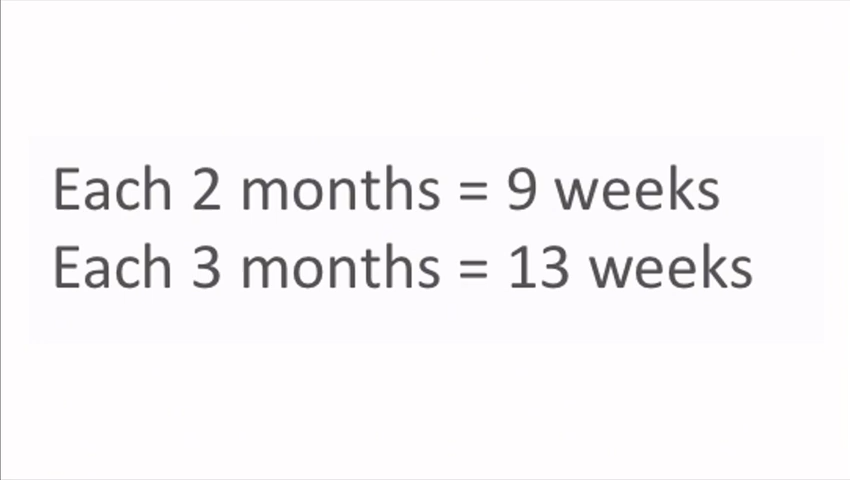 Each 2 months = 9 weeks
Each 3 months = 13 weeks